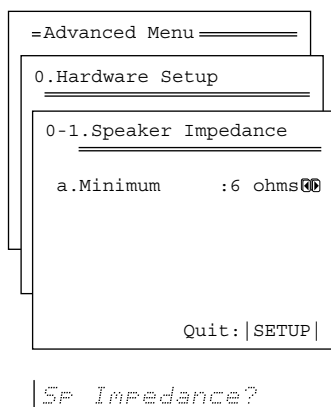 =Advanced Menu
0.Hardware Setup
0-1.Speaker Impedance
a.Minimum :6 ohms
Quit:|SETUP|
Sp Impedance?